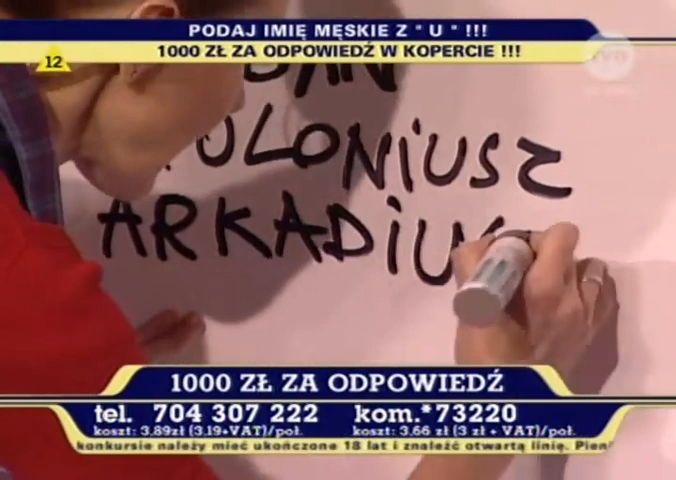 PODAJ IMIĘ MĘSKIE Z " U " !!!
1000 ZŁ ZA ODPOWIEDŹ W KOPERCIE !!!
12
ULONIUSZ
ARKADIU
1000 ZŁ ZA ODPOWIEDŹ
tel. 704 307 222 kom.*73220
koszt: 3.89zł (3,19+VAT)/poł. koszt: 3.66 zł (3 zł + VAT)/poł.
konkursie należy mieć ukończone 18 lat i znaleźć otwartą linię. Pien